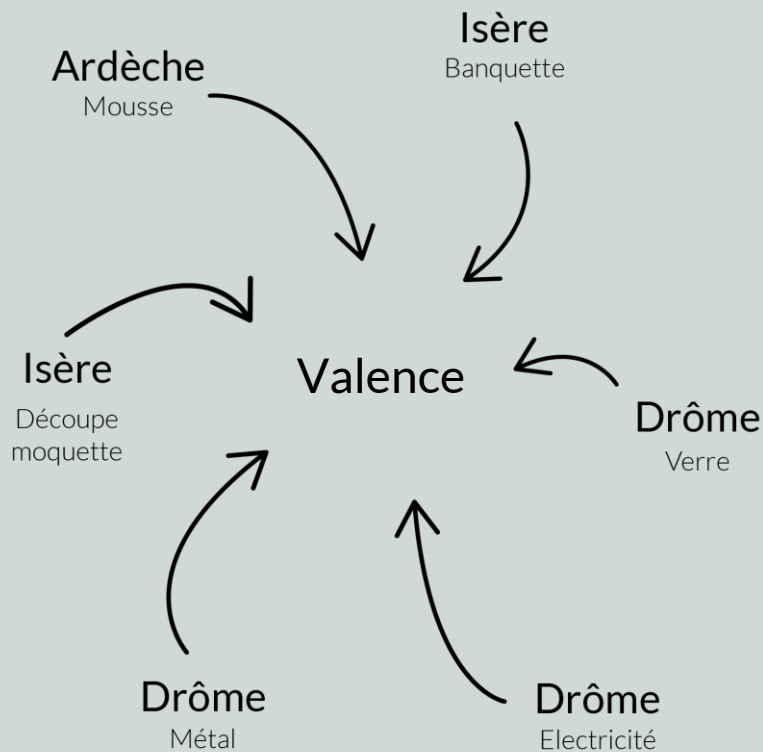 Isère
Banquette
Ardèche
Mousse
Isère
Découpe
moquette
Valence
Drôme
Verre
Drôme
Métal
Drôme
Electricité